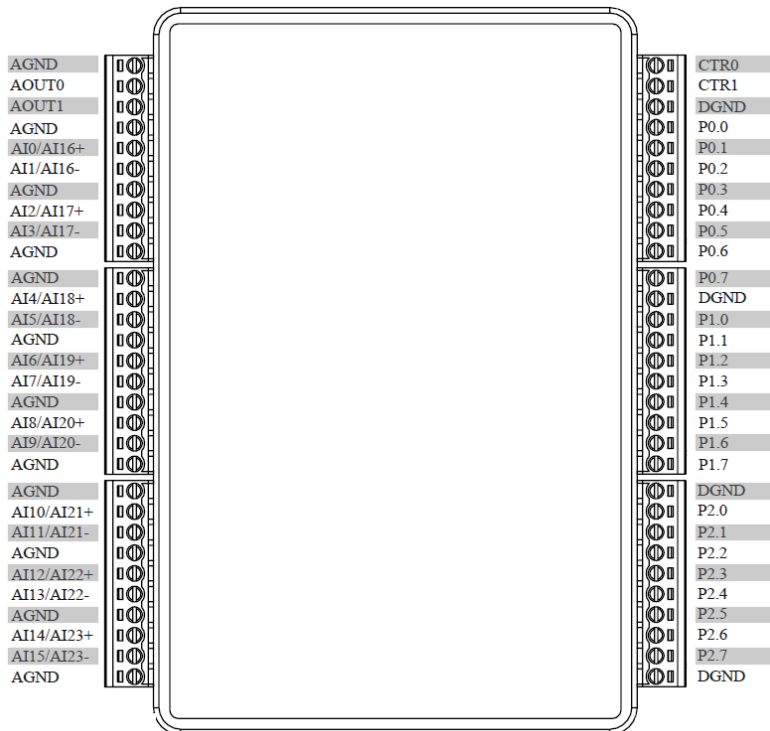 AGND
AOUT0
AOUT1
AGND
AI0/AI16+
AI1/AI16-
AGND
AI2/AI17+
AI3/AI17-
AGND
AGND
AI4/AI18+
AI5/AI18-
AGND
AI6/AI19+
AI7/AI19-
AGND
AI8/AI20+
AI9/AI20-
AGND
AGND
AI10/AI21+
AI11/AI21-
AGND
AI12/AI22+
AI13/AI22-
AGND
AI14/AI23+
AI15/AI23-
AGND
CTR0
CTR1
DGND
P0.0
P0.1
P0.2
P0.3
P0.4
P0.5
P0.6
P0.7
DGND
P1.0
P1.1
P1.2
P1.3
P1.4
P1.5
P1.6
P1.7
DGND
P2.0
P2.1
P2.2
P2.3
P2.4
P2.5
P2.6
P2.7
DGND